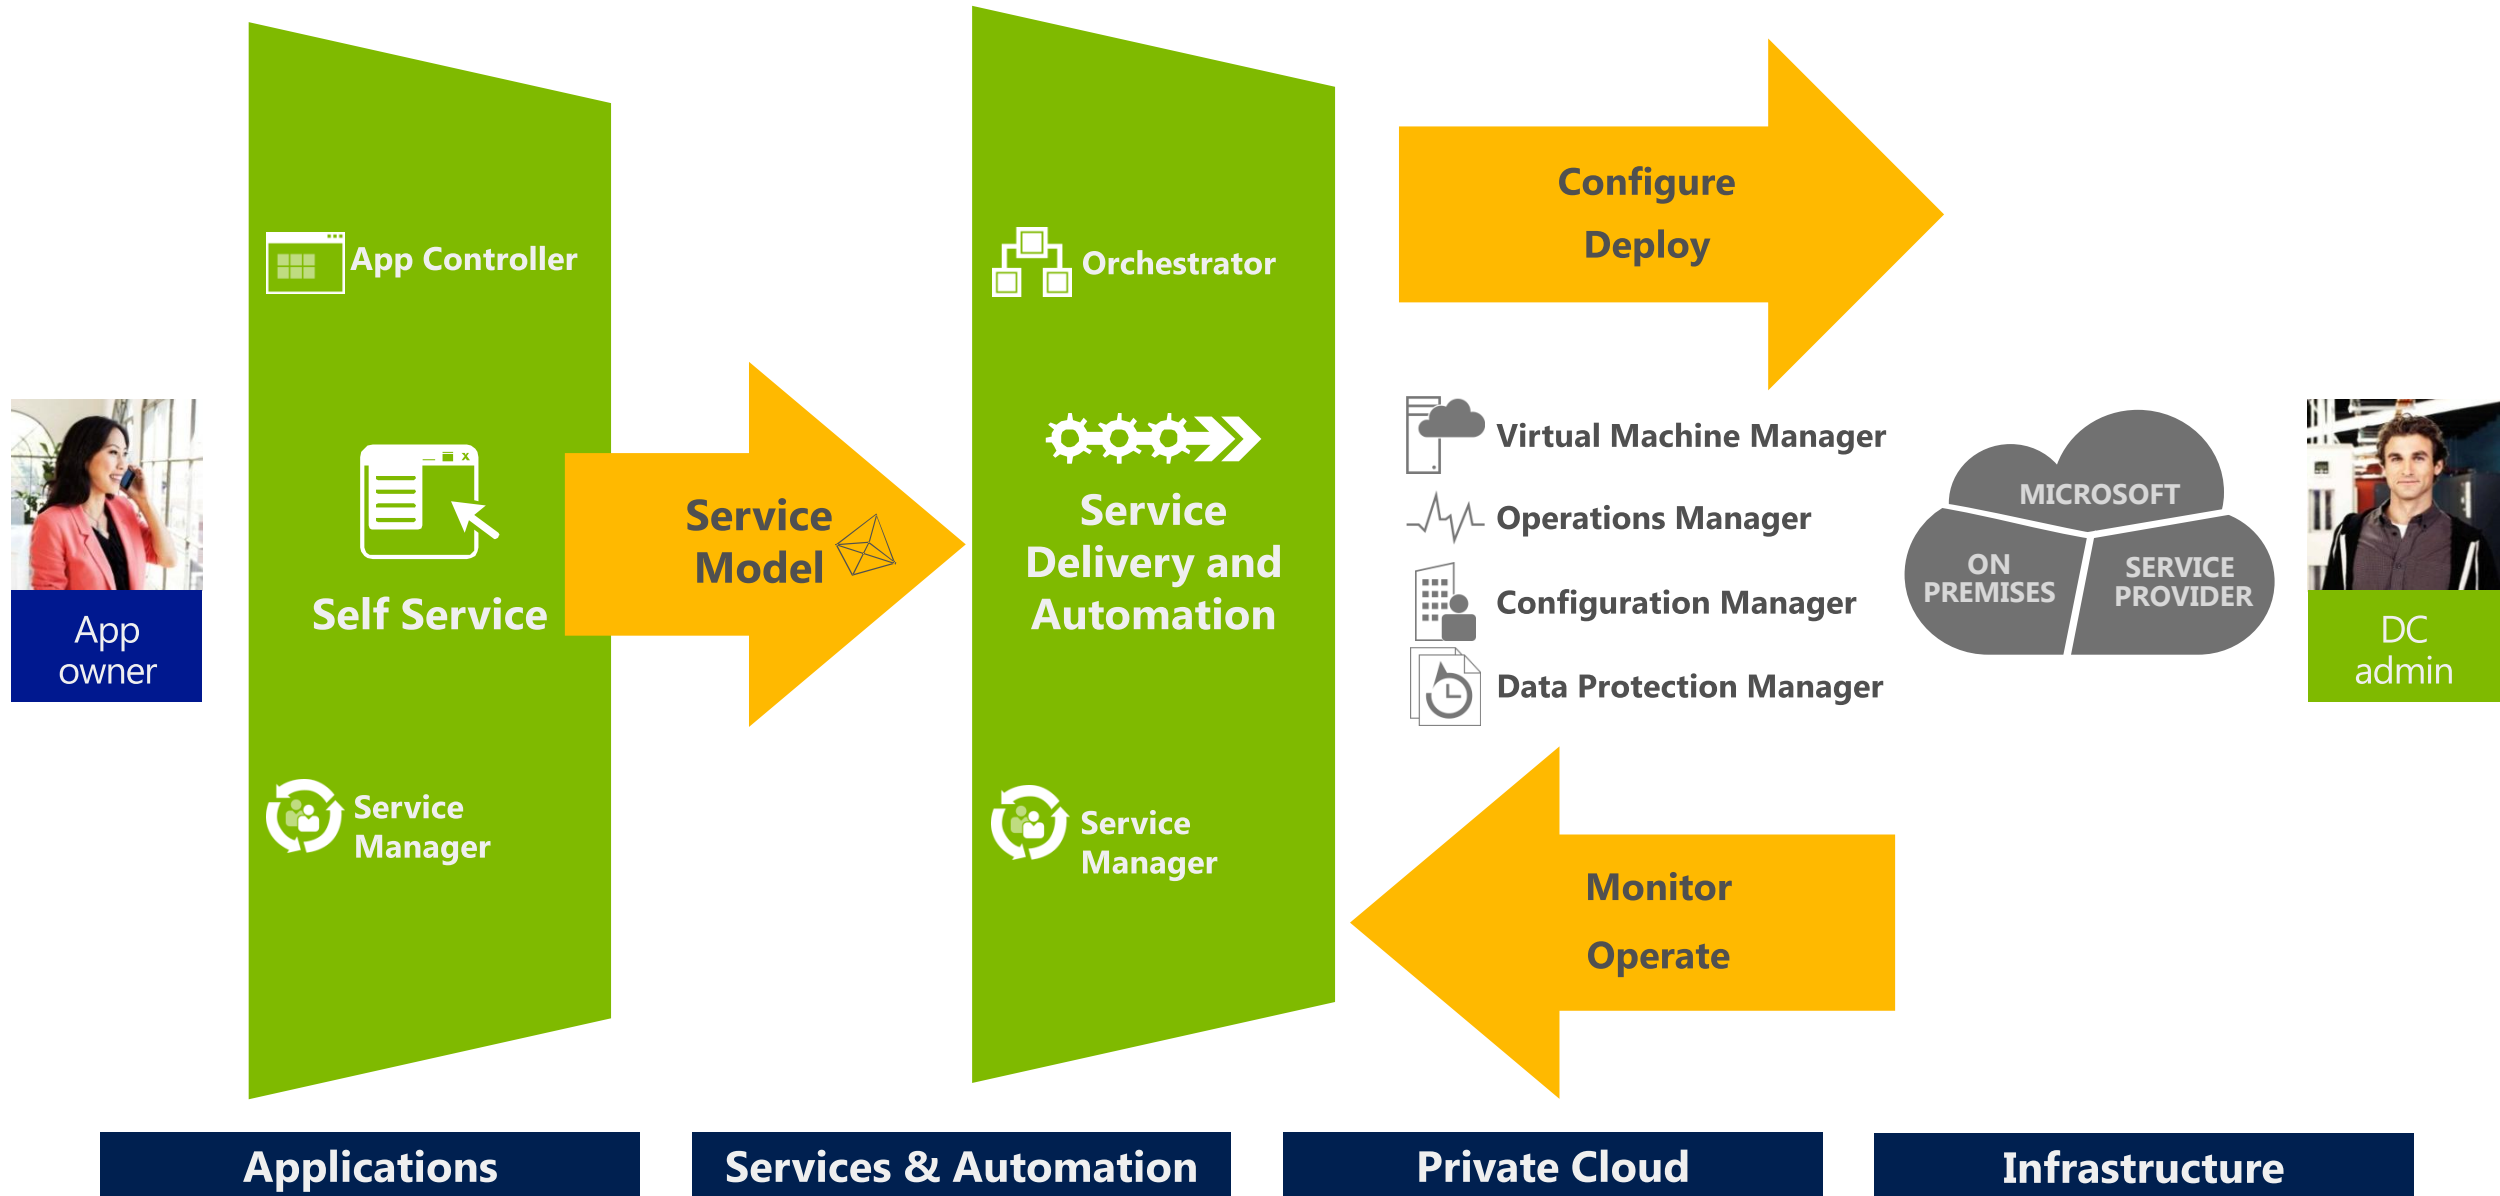 App
owner
App Controller
Self Service
Service
Manager
Service
Model
Orchestrator
Service
Delivery and
Automation
Service
Manager
Configure
Deploy
Virtual Machine Manager
Operations Manager
Configuration Manager
Data Protection Manager
Monitor
Operate
MICROSOFT
ON
PREMISES
SERVICE
PROVIDER
DC
admin
Applications
Services & Automation
Private Cloud
Infrastructure